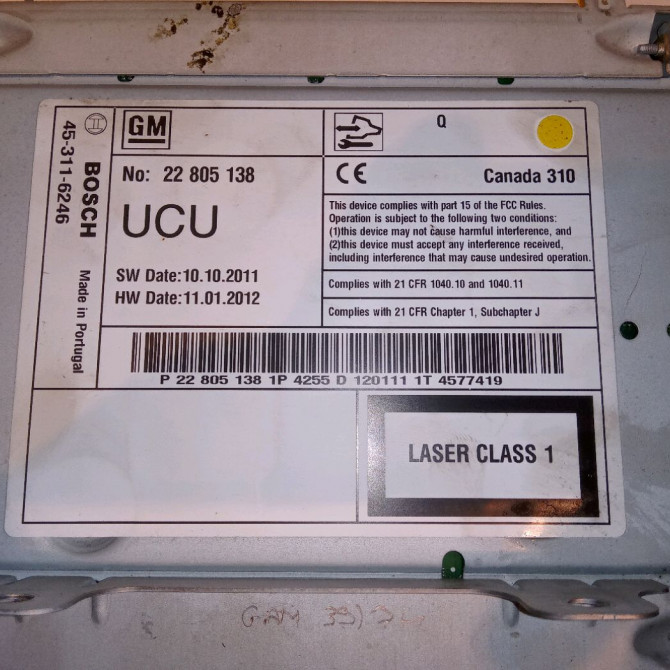 BOSCH
45-311-6246
Made in Portugal
GM
No: 22 805 138
UCU
SW Date:10.10.2011
HW Date:11.01.2012
Q
CE
Canada 310
This device complies with part 15 of the FCC Rules.
Operation is subject to the following two conditions:
(1)this device may not cause harmful interference, and
(2)this device must accept any interference received,
including interference that may cause undesired operation.
Complies with 21 CFR 1040.10 and 1040.11
Complies with 21 CFR Chapter 1, Subchapter J
P 22 805 138 1P 4255 D 120111 1T 4577419
LASER CLASS 1